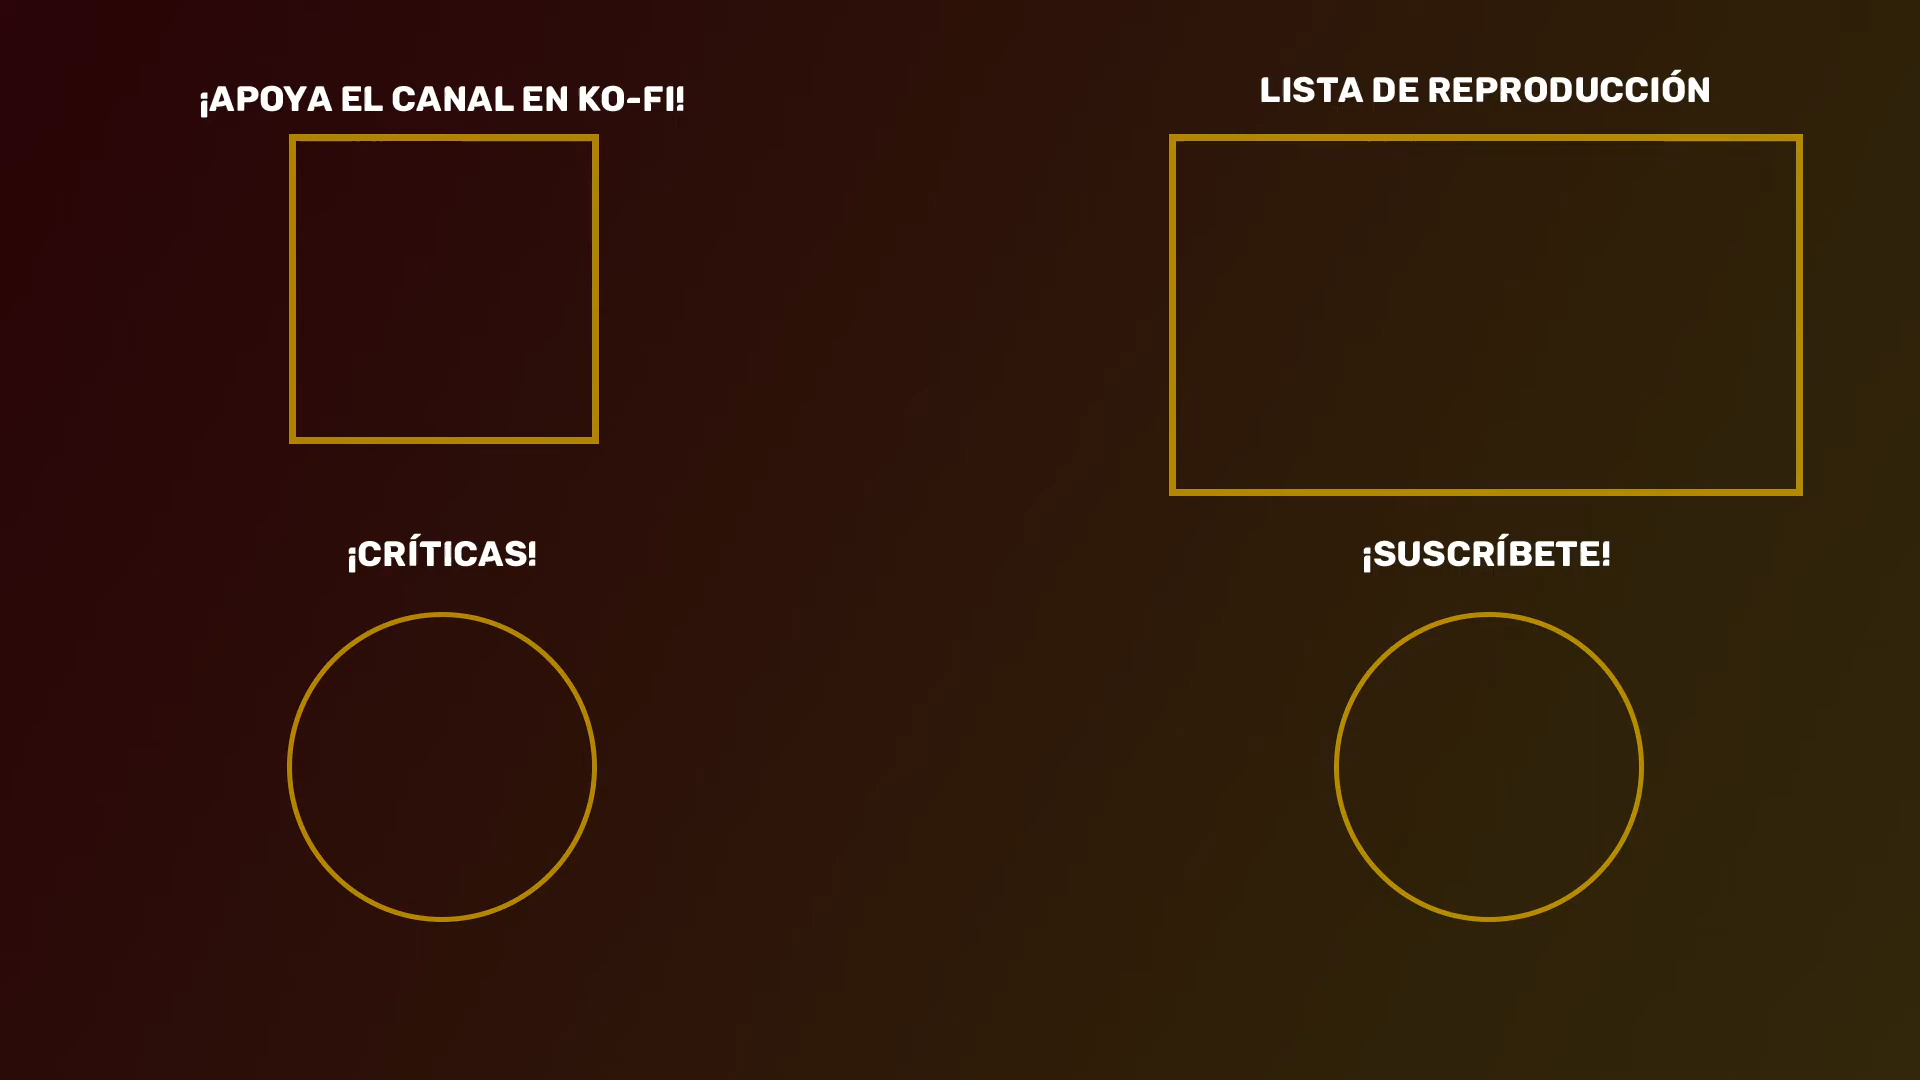 ¡APOYA EL CANAL EN KO-FI!
LISTA DE REPRODUCCIÓN
¡CRÍTICAS!
¡SUSCRÍBETE!